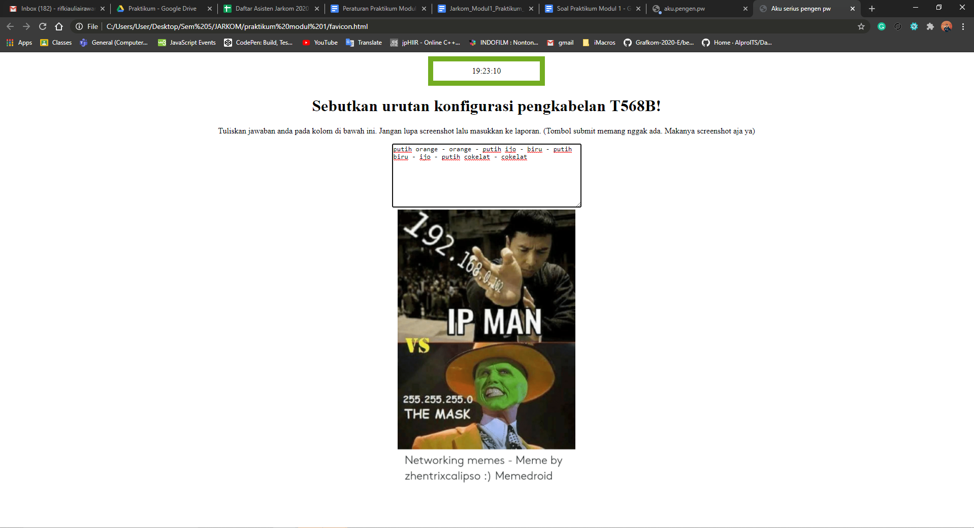 Inbox (182) - rifkiauliairawan
Praktikum - Google Drive
Daftar Asisten Jarkom 2020
Peraturan Praktikum Modu
Jarkom_Modul1_Praktikum
Soal Praktikum Modul 1 - G
aku.pengen.pw
Aku serius pengen pw
File
C:/Users/User/Desktop/Sem%205/JARKOM/praktikum%20modul%201/favicon.html
Apps
Classes
General (Computer...
JavaScript Events
CodePen: Build, Tes...
YouTube
Translate
jpHIIR - Online C++...
INDOFILM : Nonton...
gmail
iMacros
Grafkom-2020-E/be...
Home · AlproITS/Da...
19:23:10
Sebutkan urutan konfigurasi pengkabelan T568B!
Tuliskan jawaban anda pada kolom di bawah ini. Jangan lupa screenshot lalu masukkan ke laporan. (Tombol submit memang nggak ada. Makanya screenshot aja ya)
putih orange - orange - putih ijo - biru - putih
biru - ijo - putih cokelat - cokelat
192.168.0.102
IP MAN
VS
255.255.255.0
THE MASK
Networking memes - Meme by
zhentrixcalipso :) Memedroid